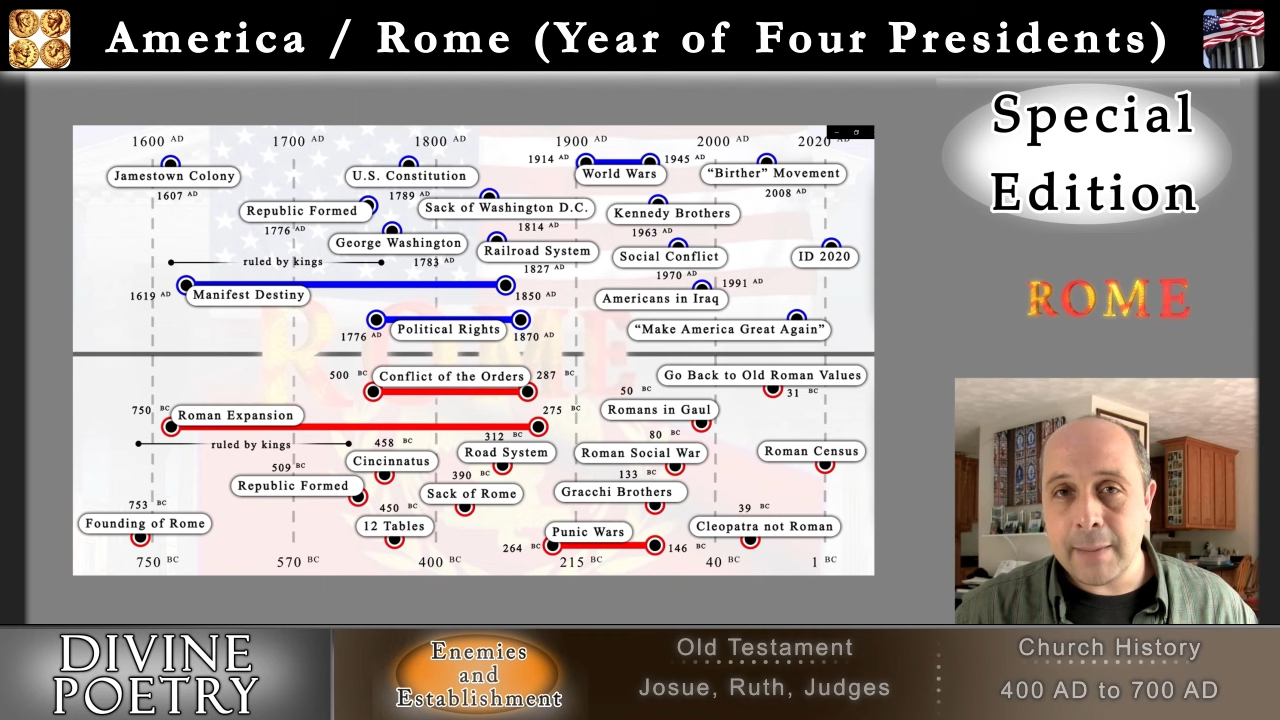 America / Rome (Year of Four Presidents)
Special
Edition
ROME
1600 AD
1700 AD
1800 AD
1900 AD
2000 AD
2020 AD
Jamestown Colony
1607 AD
U.S. Constitution
1789 AD
1914 AD
1945 AD
World Wars
"Birther" Movement
2008 AD
Republic Formed
1776 AD
Sack of Washington D.C.
1814 AD
Kennedy Brothers
1963 AD
George Washington
1783 AD
Railroad System
1827 AD
Social Conflict
1970 AD
ID 2020
ruled by kings
1619 AD
Manifest Destiny
1850 AD
Americans in Iraq
1991 AD
1776 AD
Political Rights
1870 AD
"Make America Great Again"
500 BC
Conflict of the Orders
287 BC
Go Back to Old Roman Values
31 BC
750 BC
Roman Expansion
275 BC
50 BC
Romans in Gaul
ruled by kings
458 BC
Cincinnatus
312 BC
Road System
80 BC
Roman Social War
Roman Census
509 BC
Republic Formed
390 BC
Sack of Rome
133 BC
Gracchi Brothers
753 BC
Founding of Rome
450 BC
12 Tables
264 BC
Punic Wars
146 BC
39 BC
Cleopatra not Roman
750 BC
570 BC
400 BC
215 BC
40 BC
1 BC
DIVINE
POETRY
Enemies
and
Establishment
Old Testament
Josue, Ruth, Judges
Church History
400 AD to 700 AD